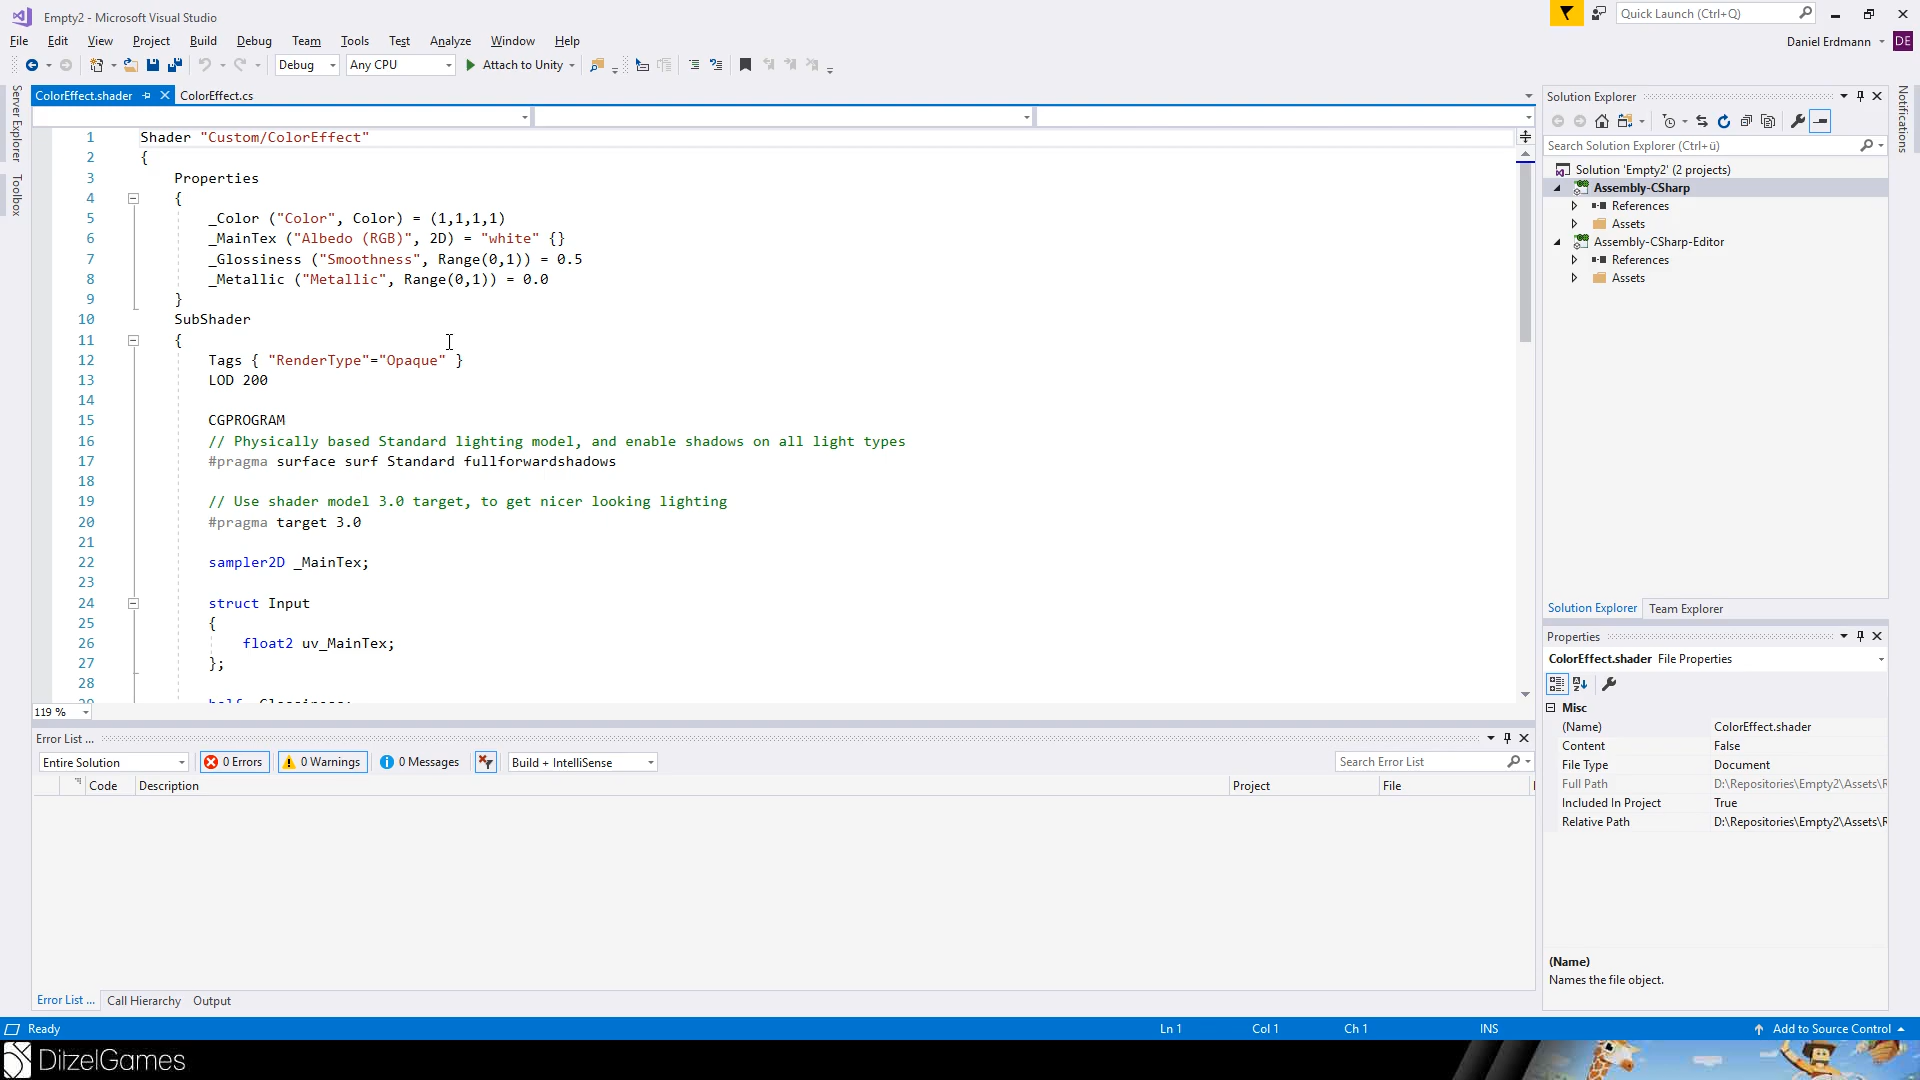 Empty2 - Microsoft Visual Studio
Quick Launch (Ctrl+Q)
File Edit View Project Build Debug Team Tools Test Analyze Window Help
Daniel Erdmann DE
Debug Any CPU Attach to Unity
Server Explorer
Toolbox
Notifications
ColorEffect.shader ColorEffect.cs
1 Shader "Custom/ColorEffect"
2 {
3 Properties
4 {
5 _Color ("Color", Color) = (1,1,1,1)
6 _MainTex ("Albedo (RGB)", 2D) = "white" {}
7 _Glossiness ("Smoothness", Range(0,1)) = 0.5
8 _Metallic ("Metallic", Range(0,1)) = 0.0
9 }
10 SubShader
11 {
12 Tags { "RenderType"="Opaque" }
13 LOD 200
14
15 CGPROGRAM
16 // Physically based Standard lighting model, and enable shadows on all light types
17 #pragma surface surf Standard fullforwardshadows
18
19 // Use shader model 3.0 target, to get nicer looking lighting
20 #pragma target 3.0
21
22 sampler2D _MainTex;
23
24 struct Input
25 {
26 float2 uv_MainTex;
27 };
28
119 %
Error List ...
Entire Solution 0 Errors 0 Warnings 0 Messages Build + IntelliSense Search Error List
Code Description Project File
Error List ... Call Hierarchy Output
Solution Explorer
Search Solution Explorer (Ctrl+ü)
Solution 'Empty2' (2 projects)
Assembly-CSharp
References
Assets
Assembly-CSharp-Editor
References
Assets
Solution Explorer Team Explorer
Properties
ColorEffect.shader File Properties
Misc
(Name) ColorEffect.shader
Content False
File Type Document
Full Path D:\Repositories\Empty2\Assets\R
Included In Project True
Relative Path D:\Repositories\Empty2\Assets\R
(Name)
Names the file object.
Ready Ln 1 Col 1 Ch 1 INS Add to Source Control
DitzelGames